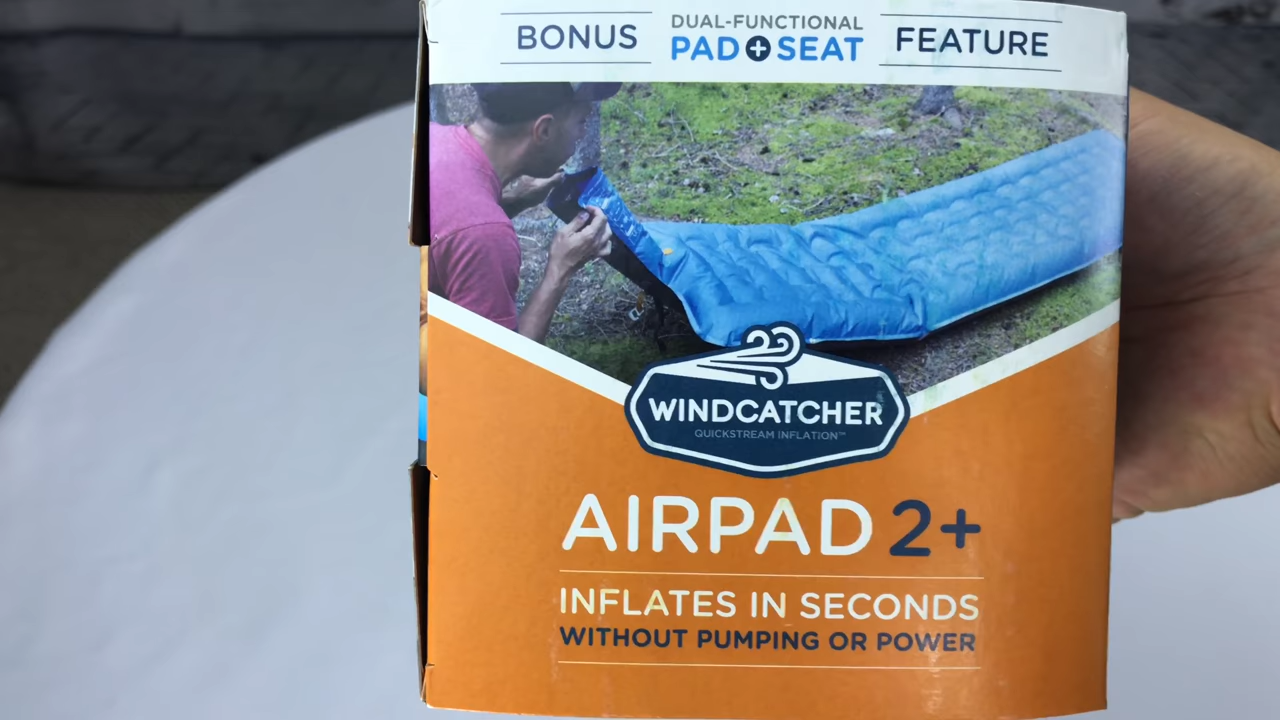 BONUS
DUAL-FUNCTIONAL
PAD+SEAT
FEATURE
WINDCATCHER
QUICKSTREAM INFLATION™
AIRPAD 2+
INFLATES IN SECONDS
WITHOUT PUMPING OR POWER